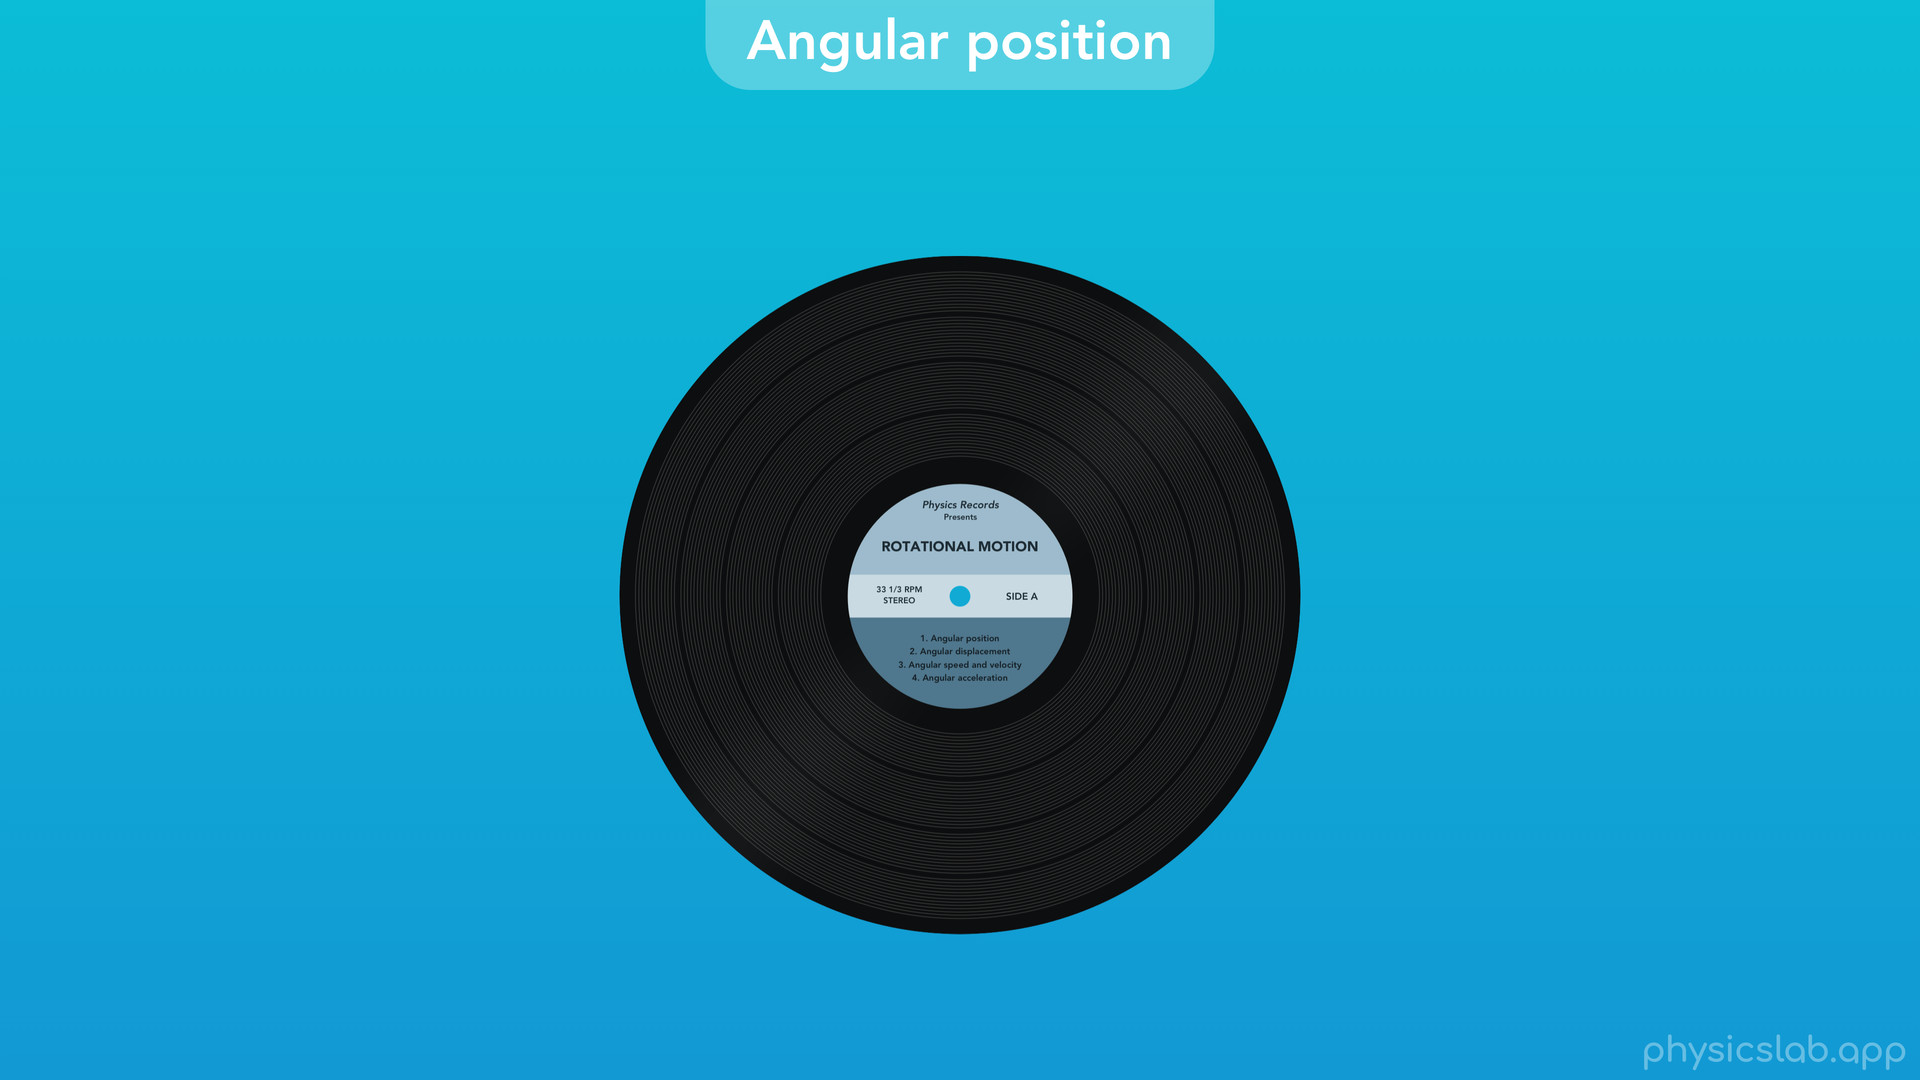 Angular position
Physics Records
Presents
ROTATIONAL MOTION
33 1/3 RPM
STEREO
SIDE A
1. Angular position
2. Angular displacement
3. Angular speed and velocity
4. Angular acceleration
physicslab.app